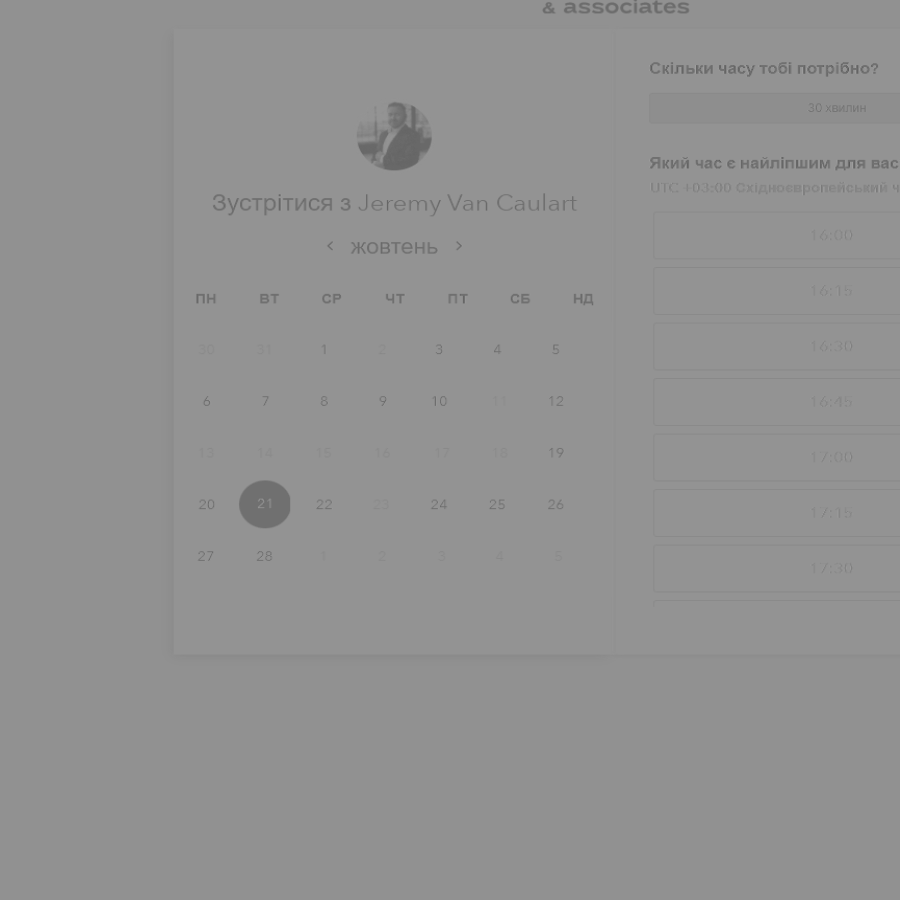 & associates
Зустрітися з Jeremy Van Caulart
< жовтень >
ПН ВТ СР ЧТ ПТ СБ НД
30 31 1 2 3 4 5
6 7 8 9 10 11 12
13 14 15 16 17 18 19
20 21 22 23 24 25 26
27 28 1 2 3 4 5
Скільки часу тобі потрібно?
30 хвилин
Який час є найліпшим для вас
UTC +03:00 Східноєвропейський ч
16:00
16:15
16:30
16:45
17:00
17:15
17:30